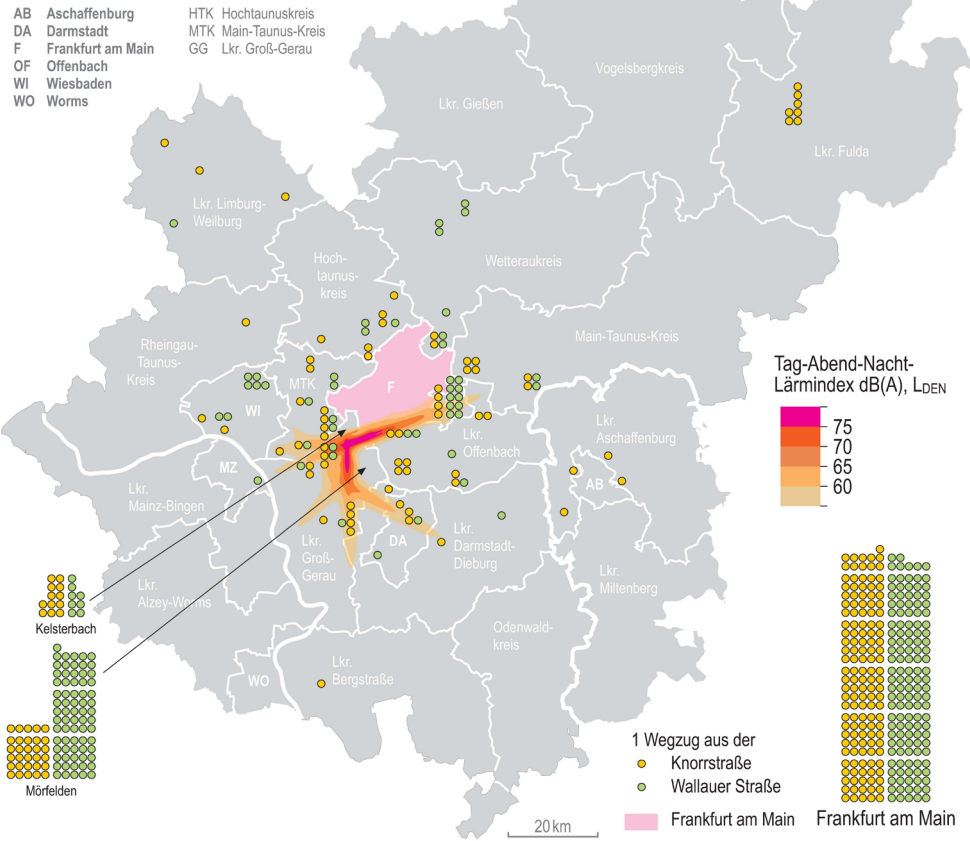 AB Aschaffenburg
DA Darmstadt
F Frankfurt am Main
OF Offenbach
WI Wiesbaden
WO Worms
HTK Hochtaunuskreis
MTK Main-Taunus-Kreis
GG Lkr. Groß-Gerau
Vogelsbergkreis
Lkr. Gießen
Lkr. Fulda
Lkr. Limburg-
Weilburg
Hoch-
taunus-
kreis
Wetteraukreis
Main-Taunus-Kreis
Rheingau-
Taunus-
Kreis
MTK
F
WI
Lkr.
Offenbach
Lkr.
Aschaffenburg
AB
MZ
Lkr.
Mainz-Bingen
Lkr.
Groß-
Gerau
DA
Lkr.
Darmstadt-
Dieburg
Lkr.
Miltenberg
Lkr.
Alzey-Worms
Odenwald-
kreis
WO
Lkr.
Bergstraße
Kelsterbach
Mörfelden
Tag-Abend-Nacht-
Lärmindex dB(A), LDEN
75
70
65
60
1 Wegzug aus der
Knorrstraße
Wallauer Straße
Frankfurt am Main
Frankfurt am Main
20 km